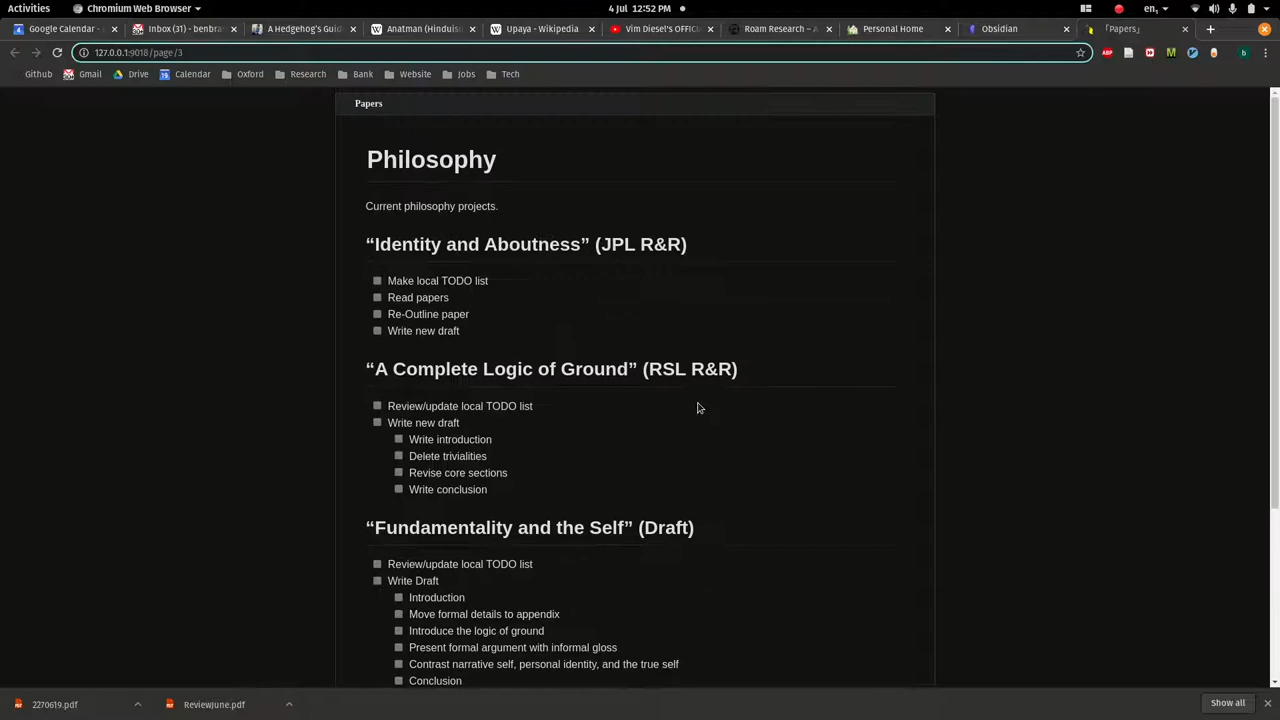 Activities
Chromium Web Browser
4 Jul 12:52 PM
en₁
Google Calendar -
Inbox (31) - benbra
A Hedgehog's Guid
Anatman (Hinduism
Upaya - Wikipedia
Vim Diesel's OFFI
Roam Research –
Personal Home
Obsidian
「Papers」
127.0.0.1:9018/page/3
ABP
M
b
Github
Gmail
Drive
Calendar
Oxford
Research
Bank
Website
Jobs
Tech
Papers
Philosophy
Current philosophy projects.
“Identity and Aboutness” (JPL R&R)
Make local TODO list
Read papers
Re-Outline paper
Write new draft
“A Complete Logic of Ground” (RSL R&R)
Review/update local TODO list
Write new draft
Write introduction
Delete trivialities
Revise core sections
Write conclusion
“Fundamentality and the Self” (Draft)
Review/update local TODO list
Write Draft
Introduction
Move formal details to appendix
Introduce the logic of ground
Present formal argument with informal gloss
Contrast narrative self, personal identity, and the true self
Conclusion
2270619.pdf
ReviewJune.pdf
Show all